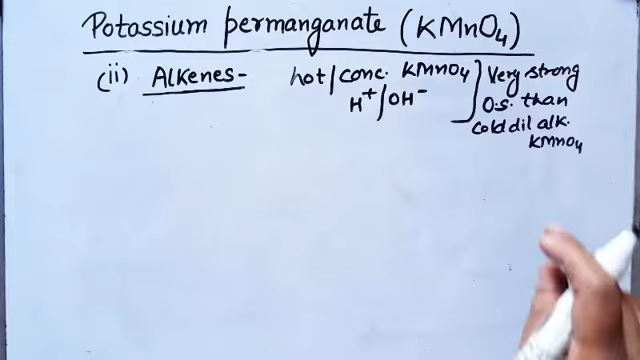 Potassium permanganate (KMnO4)
(ii) Alkenes- hot/conc. KMnO4 ] Very strong
H+/OH- O.S. than
cold dil alk.
KMnO4